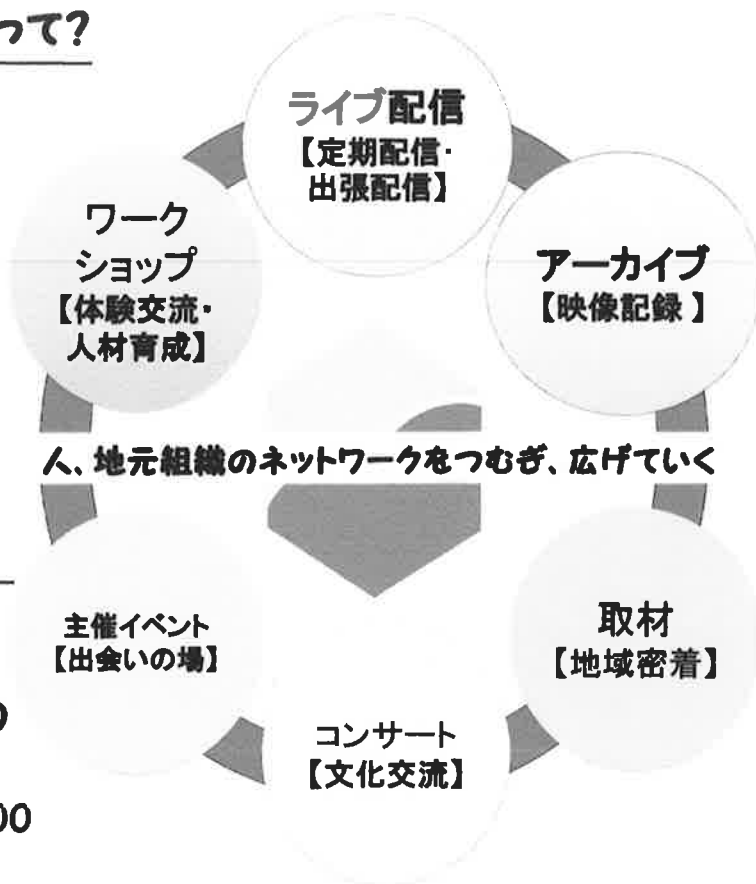 って?
ライブ配信
【定期配信・
出張配信】
ワーク
ショップ
【体験交流・
人材育成】
アーカイブ
【映像記録 】
人、地元組織のネットワークをつむぎ、広げていく
主催イベント
【出会いの場】
取材
【地域密着】
コンサート
【文化交流】
00